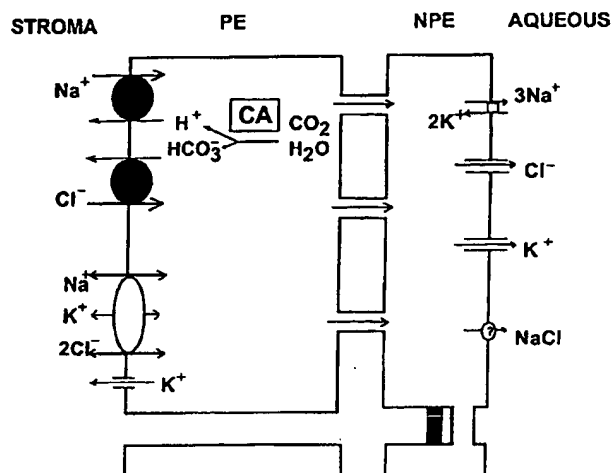 STROMA PE NPE AQUEOUS
Na⁺ 3Na⁺
H⁺ CA CO₂ 2K⁺
HCO₃⁻ H₂O Cl⁻
Cl⁻
K⁺
Na⁺
K⁺ ? NaCl
2Cl⁻
K⁺